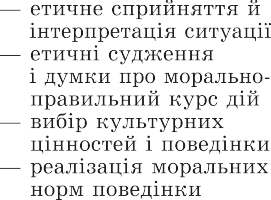 — етичне сприйняття й
інтерпретація ситуації
— етичні судження
і думки про морально-
правильний курс дій
— вибір культурних
цінностей і поведінки
— реалізація моральних
норм поведінки